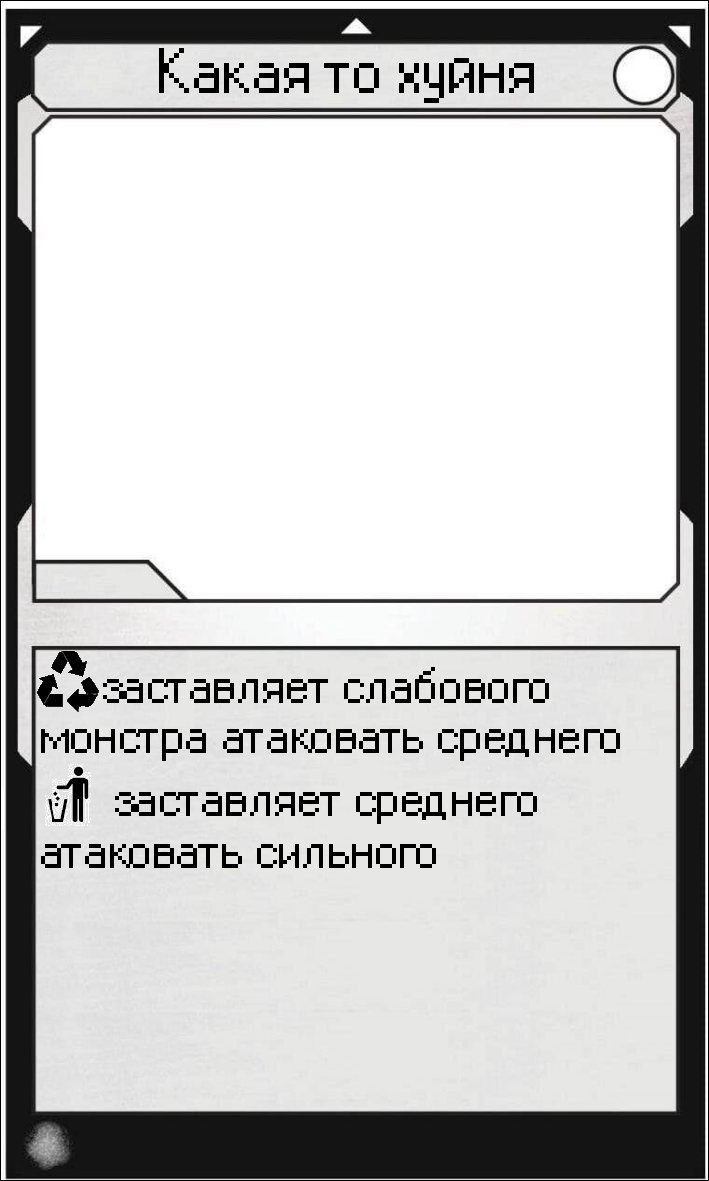 Какая то хуйня
заставляет слабового
монстра атаковать среднего
заставляет среднего
атаковать сильного